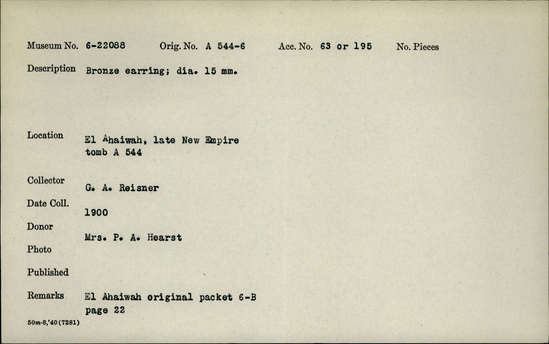 Museum No. 6-22088 Orig. No. A 544-6 Acc. No. 63 or 195 No. Pieces
Description Bronze earring; dia. 15 mm.
Location El Ahaiwah, late New Empire
tomb A 544
Collector G. A. Reisner
Date Coll. 1900
Donor Mrs. P. A. Hearst
Photo
Published
Remarks El Ahaiwah original packet 6-B
page 22
50m-8,'40(7281)